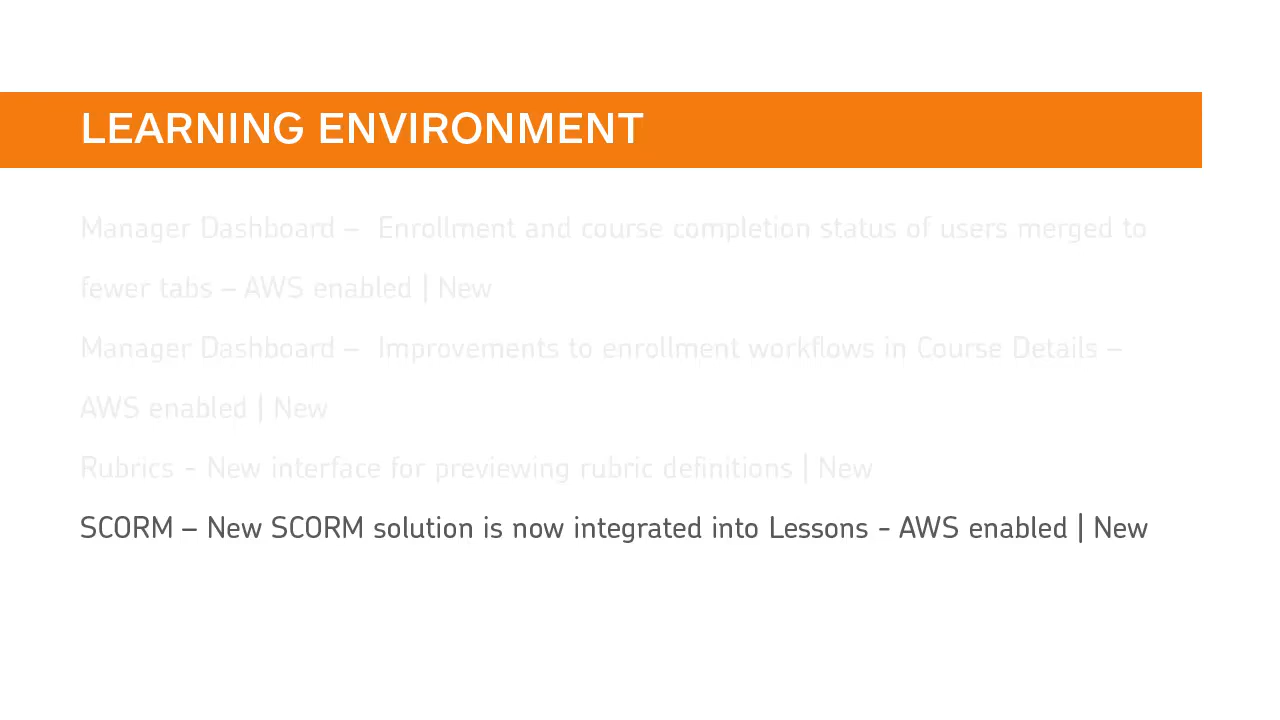 LEARNING ENVIRONMENT
Manager Dashboard – Enrollment and course completion status of users merged to
fewer tabs – AWS enabled | New
Manager Dashboard – Improvements to enrollment workflows in Course Details –
AWS enabled | New
Rubrics - New interface for previewing rubric definitions | New
SCORM – New SCORM solution is now integrated into Lessons - AWS enabled | New